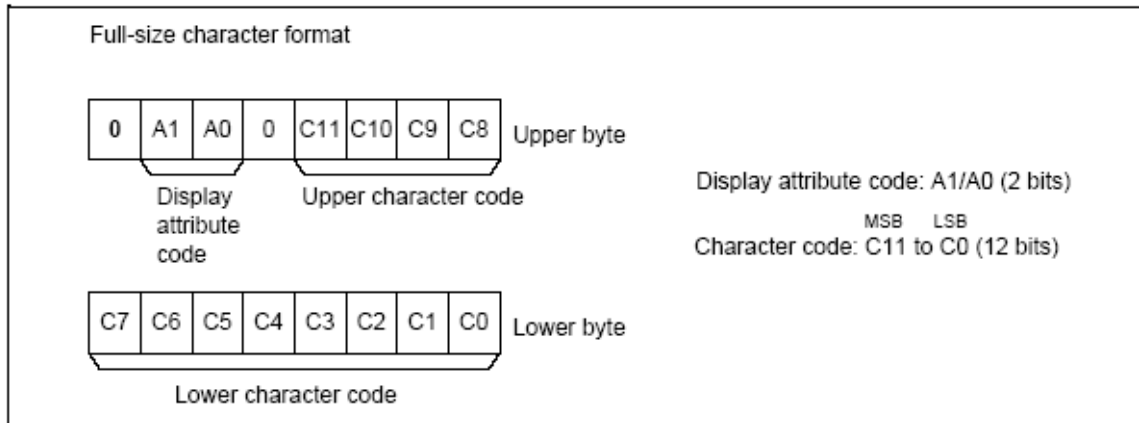 Full-size character format
0 A1 A0 0 C11 C10 C9 C8 Upper byte
Display attribute code
Upper character code
Display attribute code: A1/A0 (2 bits)
MSB LSB
Character code: C11 to C0 (12 bits)
C7 C6 C5 C4 C3 C2 C1 C0 Lower byte
Lower character code